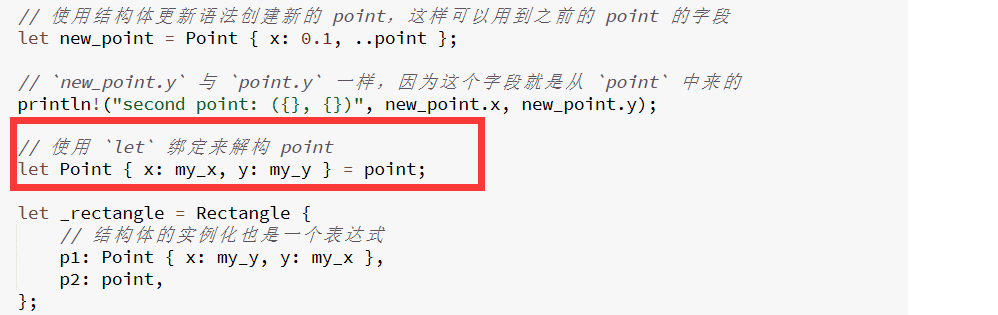 // 使用结构体更新语法创建新的 point，这样可以用到之前的 point 的字段
let new_point = Point { x: 0.1, ..point };
// `new_point.y` 与 `point.y` 一样，因为这个字段就是从 `point` 中来的
println!("second point: ({}, {})", new_point.x, new_point.y);
// 使用 `let` 绑定来解构 point
let Point { x: my_x, y: my_y } = point;
let _rectangle = Rectangle {
    // 结构体的实例化也是一个表达式
    p1: Point { x: my_y, y: my_x },
    p2: point,
};